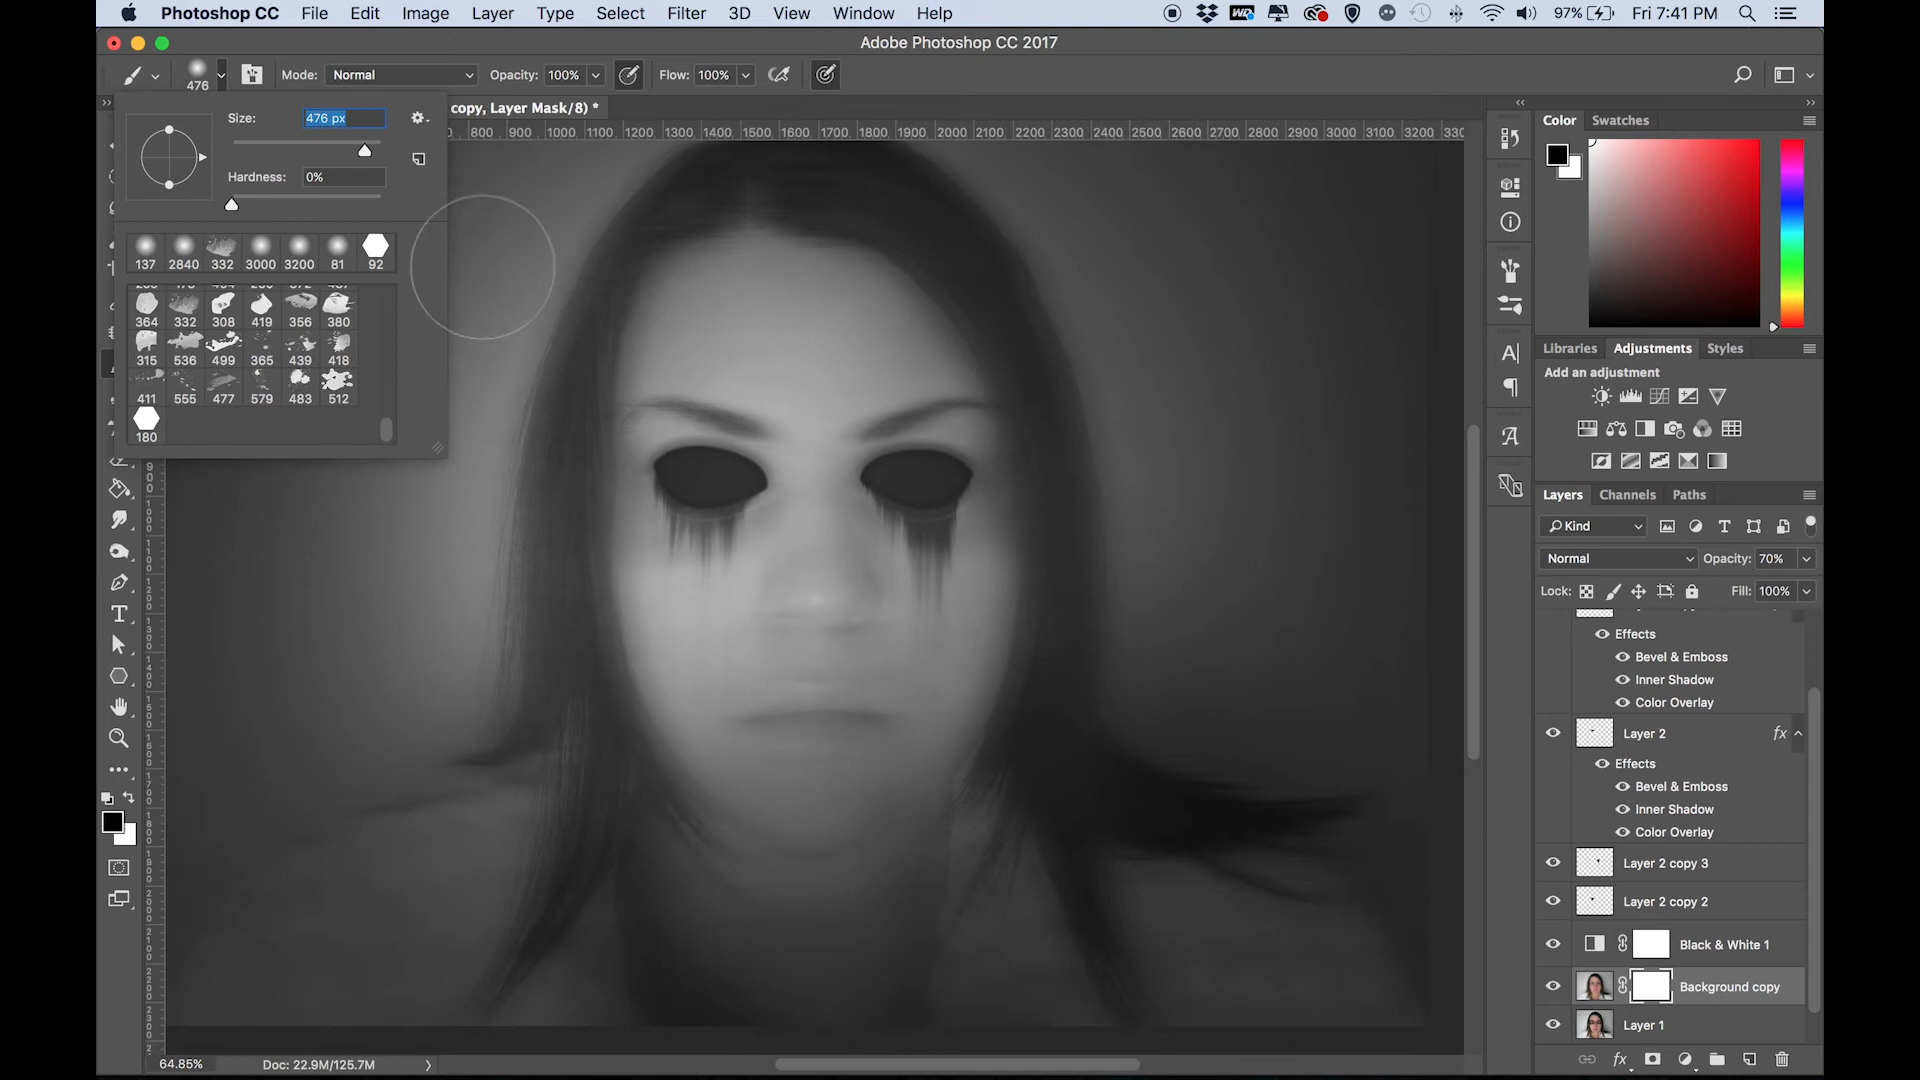 Photoshop CC File Edit Image Layer Type Select Filter 3D View Window Help 97% Fri 7:41 PM
Adobe Photoshop CC 2017
476 Mode: Normal Opacity: 100% Flow: 100%
copy, Layer Mask/8) *
Size: 476 px
Hardness: 0%
137 2840 332 3000 3200 81 92
364 332 308 419 356 380
315 536 499 365 439 418
411 555 477 579 483 512
180
800 900 1000 1100 1200 1300 1400 1500 1600 1700 1800 1900 2000 2100 2200 2300 2400 2500 2600 2700 2800 2900 3000 3100 3200
Color Swatches
Libraries Adjustments Styles
Add an adjustment
Layers Channels Paths
Kind
Normal Opacity: 70%
Lock: Fill: 100%
Effects
Bevel & Emboss
Inner Shadow
Color Overlay
Layer 2 fx
Effects
Bevel & Emboss
Inner Shadow
Color Overlay
Layer 2 copy 3
Layer 2 copy 2
Black & White 1
Background copy
Layer 1
fx
64.85% Doc: 22.9M/125.7M